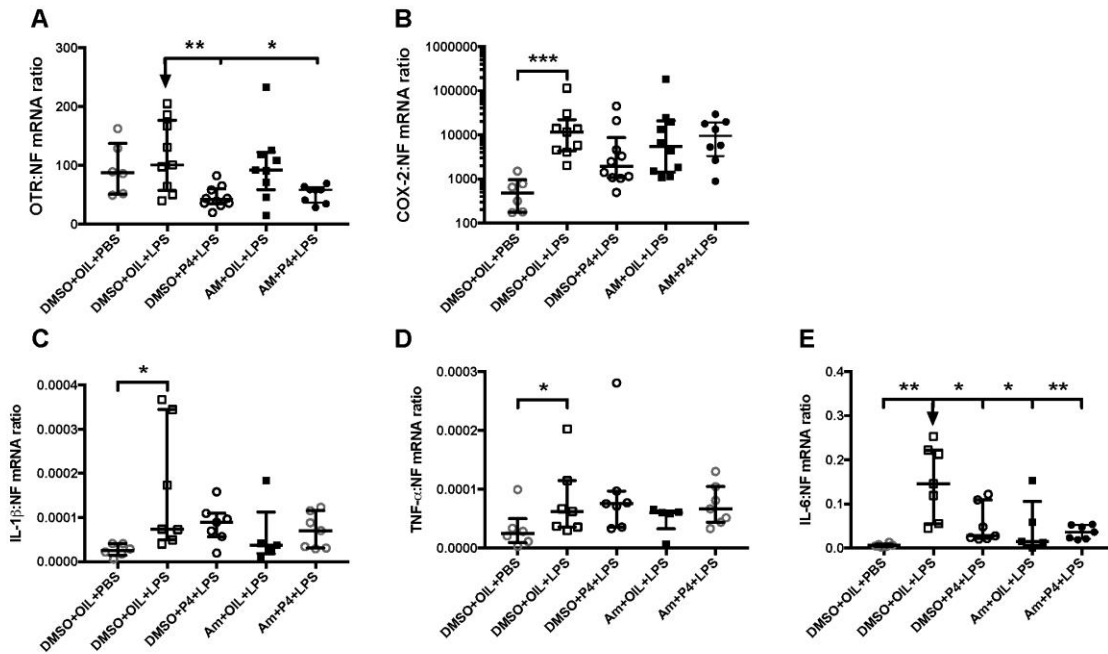 A
OTR:NF mRNA ratio
300
200
100
0
**
*
DMSO+OIL+PBS
DMSO+OIL+LPS
DMSO+P4+LPS
AM+OIL+LPS
AM+P4+LPS
B
COX-2:NF mRNA ratio
1000000
100000
10000
1000
100
***
DMSO+OIL+PBS
DMSO+OIL+LPS
DMSO+P4+LPS
AM+OIL+LPS
AM+P4+LPS
C
IL-1β:NF mRNA ratio
0.0004
0.0003
0.0002
0.0001
0.0000
*
DMSO+OIL+PBS
DMSO+OIL+LPS
DMSO+P4+LPS
Am+OIL+LPS
Am+P4+LPS
D
TNF-α:NF mRNA ratio
0.0003
0.0002
0.0001
0.0000
*
DMSO+OIL+PBS
DMSO+OIL+LPS
DMSO+P4+LPS
Am+OIL+LPS
Am+P4+LPS
E
IL-6:NF mRNA ratio
0.4
0.3
0.2
0.1
0.0
**
*
*
**
DMSO+OIL+PBS
DMSO+OIL+LPS
DMSO+P4+LPS
Am+OIL+LPS
Am+P4+LPS